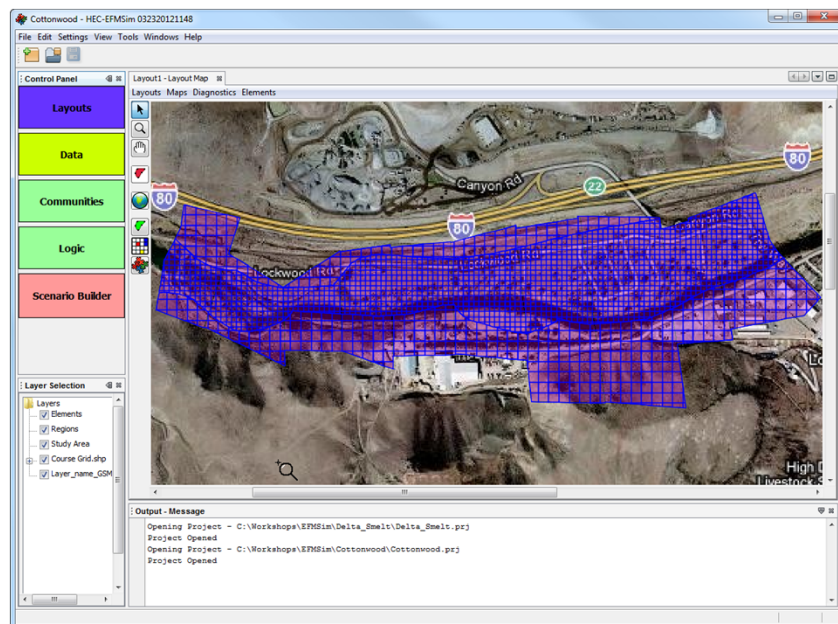 Cottonwood - HEC-EFMSim 032320121148
File Edit Settings View Tools Windows Help
Control Panel
Layouts
Data
Communities
Logic
Scenario Builder
Layout1 - Layout Map
Layouts Maps Diagnostics Elements
80
Canyon Rd
22
80
80
Canyon Rd
Lockwood Rd
Lockwood Rd
High D
Livestock S
Layer Selection
Layers
Elements
Regions
Study Area
Course Grid.shp
Layer_name_GSM
Output - Message
Opening Project - C:\Workshops\EFMSim\Delta_Smelt\Delta_Smelt.prj
Project Opened
Opening Project - C:\Workshops\EFMSim\Cottonwood\Cottonwood.prj
Project Opened